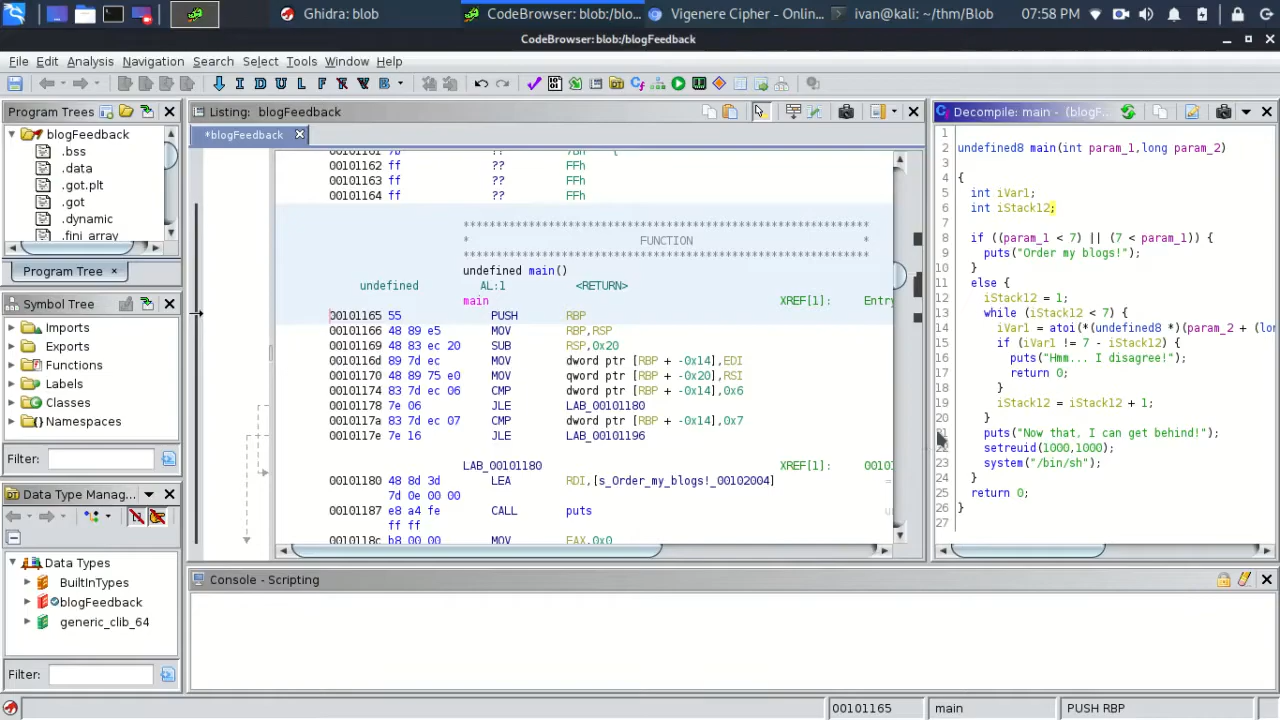 Ghidra: blob
CodeBrowser: blob:/blo...
Vigenere Cipher - Onlin...
ivan@kali: ~/thm/Blob
07:58 PM
CodeBrowser: blob:/blogFeedback
File Edit Analysis Navigation Search Select Tools Window Help
I D U L F R V B
Program Trees
blogFeedback
.bss
.data
.got.plt
.got
.dynamic
.fini_array
Program Tree ×
Symbol Tree
Imports
Exports
Functions
Labels
Classes
Namespaces
Filter:
Data Type Manag...
Data Types
BuiltInTypes
blogFeedback
generic_clib_64
Filter:
Listing: blogFeedback
*blogFeedback
00101161 7b ?? 7Bh {
00101162 ff ?? FFh
00101163 ff ?? FFh
00101164 ff ?? FFh
* FUNCTION *
undefined main()
undefined AL:1 <RETURN>
main XREF[1]: Entry
00101165 55 PUSH RBP
00101166 48 89 e5 MOV RBP,RSP
00101169 48 83 ec 20 SUB RSP,0x20
0010116d 89 7d ec MOV dword ptr [RBP + -0x14],EDI
00101170 48 89 75 e0 MOV qword ptr [RBP + -0x20],RSI
00101174 83 7d ec 06 CMP dword ptr [RBP + -0x14],0x6
00101178 7e 06 JLE LAB_00101180
0010117a 83 7d ec 07 CMP dword ptr [RBP + -0x14],0x7
0010117e 7e 16 JLE LAB_00101196
LAB_00101180 XREF[1]: 00101
00101180 48 8d 3d LEA RDI,[s_Order_my_blogs!_00102004] =
7d 0e 00 00
00101187 e8 a4 fe CALL puts
ff ff
0010118c b8 00 00 MOV EAX,0x0
Decompile: main - (blogF...
1
2 undefined8 main(int param_1,long param_2)
3
4 {
5 int iVar1;
6 int iStack12;
7
8 if ((param_1 < 7) || (7 < param_1)) {
9 puts("Order my blogs!");
10 }
11 else {
12 iStack12 = 1;
13 while (iStack12 < 7) {
14 iVar1 = atoi(*(undefined8 *)(param_2 + (lon
15 if (iVar1 != 7 - iStack12) {
16 puts("Hmm... I disagree!");
17 return 0;
18 }
19 iStack12 = iStack12 + 1;
20 }
21 puts("Now that, I can get behind!");
22 setreuid(1000,1000);
23 system("/bin/sh");
24 }
25 return 0;
26 }
27
Console - Scripting
00101165 main PUSH RBP